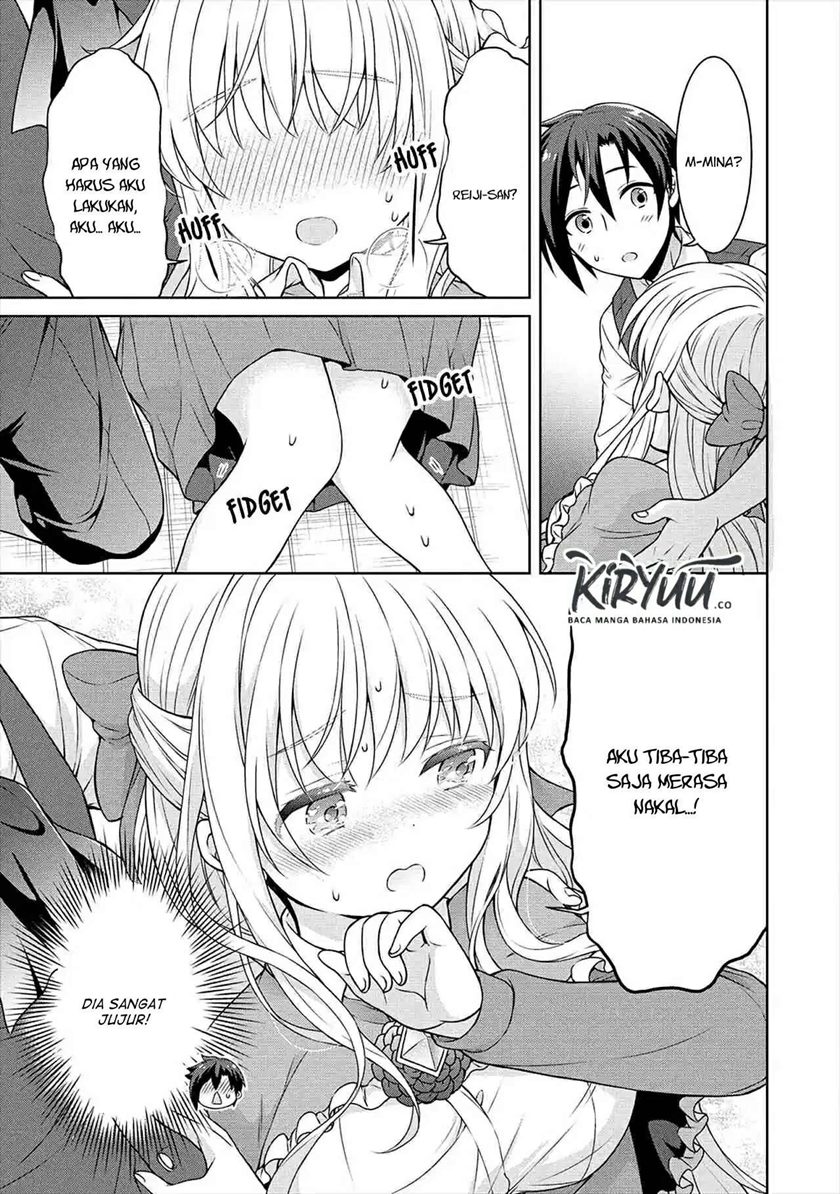 M-MINA?
REIJI-SAN?
HUFF
HUFF
APA YANG
HARUS AKU
LAKUKAN,
AKU... AKU...
FIDGET
FIDGET
KIRYUU.CO
BACA MANGA BAHASA INDONESIA
AKU TIBA-TIBA
SAJA MERASA
NAKAL...!
DIA SANGAT
JUJUR!